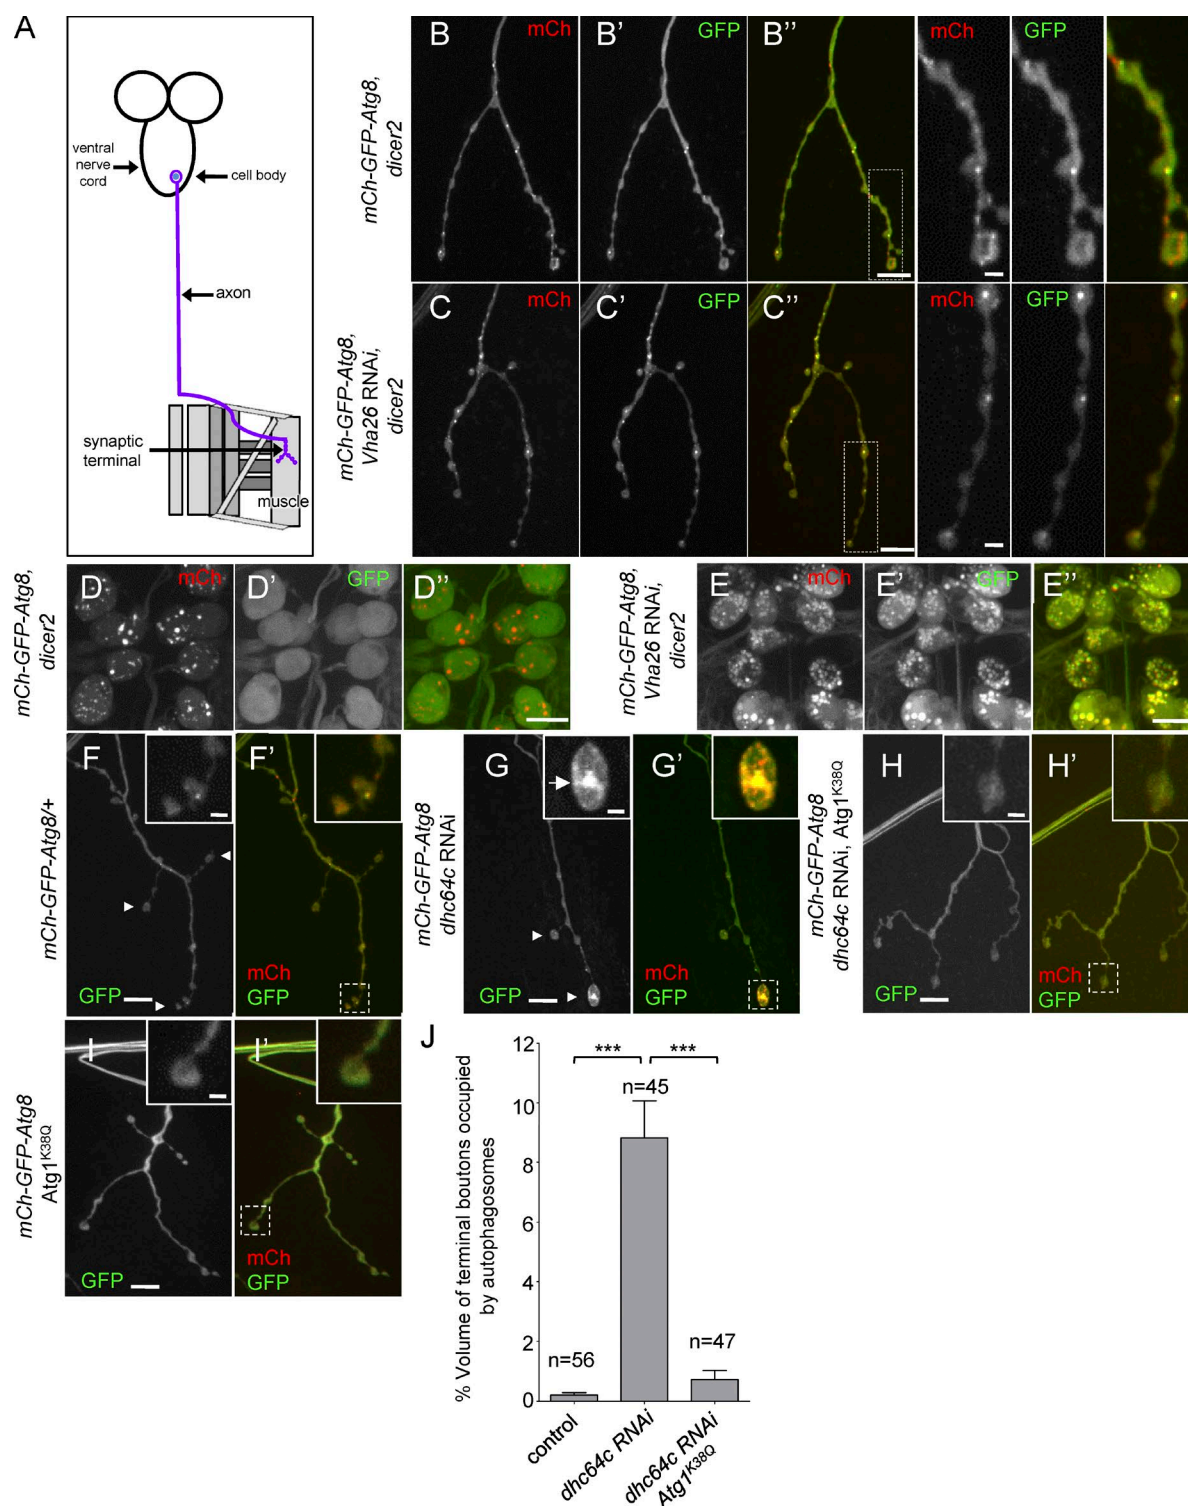 A
ventral
nerve
cord
cell body
axon
synaptic
terminal
muscle
mCh-GFP-Atg8,
dicer2
B
mCh
B'
GFP
B''
mCh
GFP
mCh-GFP-Atg8,
Vha26 RNAi,
dicer2
C
mCh
C'
GFP
C''
mCh
GFP
mCh-GFP-Atg8,
dicer2
D
mCh
D'
GFP
D''
mCh-GFP-Atg8,
Vha26 RNAi,
dicer2
E
mCh
E'
GFP
E''
mCh-GFP-Atg8/+
F
GFP
F'
mCh
GFP
mCh-GFP-Atg8
dhc64c RNAi
G
GFP
G'
mCh
GFP
mCh-GFP-Atg8
dhc64c RNAi, Atg1K38Q
H
GFP
H'
mCh
GFP
mCh-GFP-Atg8
Atg1K38Q
I
GFP
I'
mCh
GFP
J
% Volume of terminal boutons occupied
by autophagosomes
12
10
8
6
4
2
0
***
***
n=56
n=45
n=47
control
dhc64c RNAi
dhc64c RNAi
Atg1K38Q